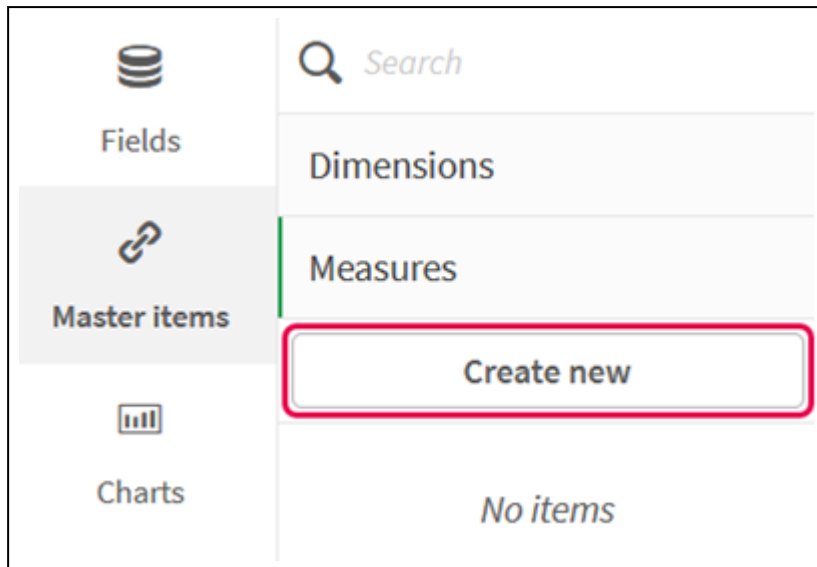 Fields
Master items
Charts
Search
Dimensions
Measures
Create new
No items